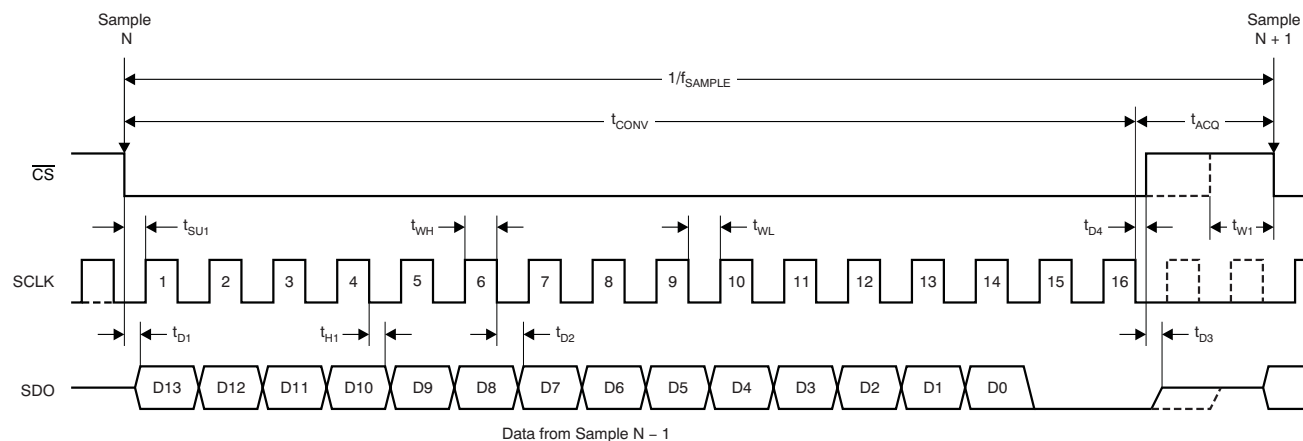 Sample
N
Sample
N + 1
1/fSAMPLE
tCONV
tACQ
CS
tSU1
tWH
tWL
tD4
tW1
SCLK
1 2 3 4 5 6 7 8 9 10 11 12 13 14 15 16
tD1
tH1
tD2
tD3
SDO
D13 D12 D11 D10 D9 D8 D7 D6 D5 D4 D3 D2 D1 D0
Data from Sample N − 1